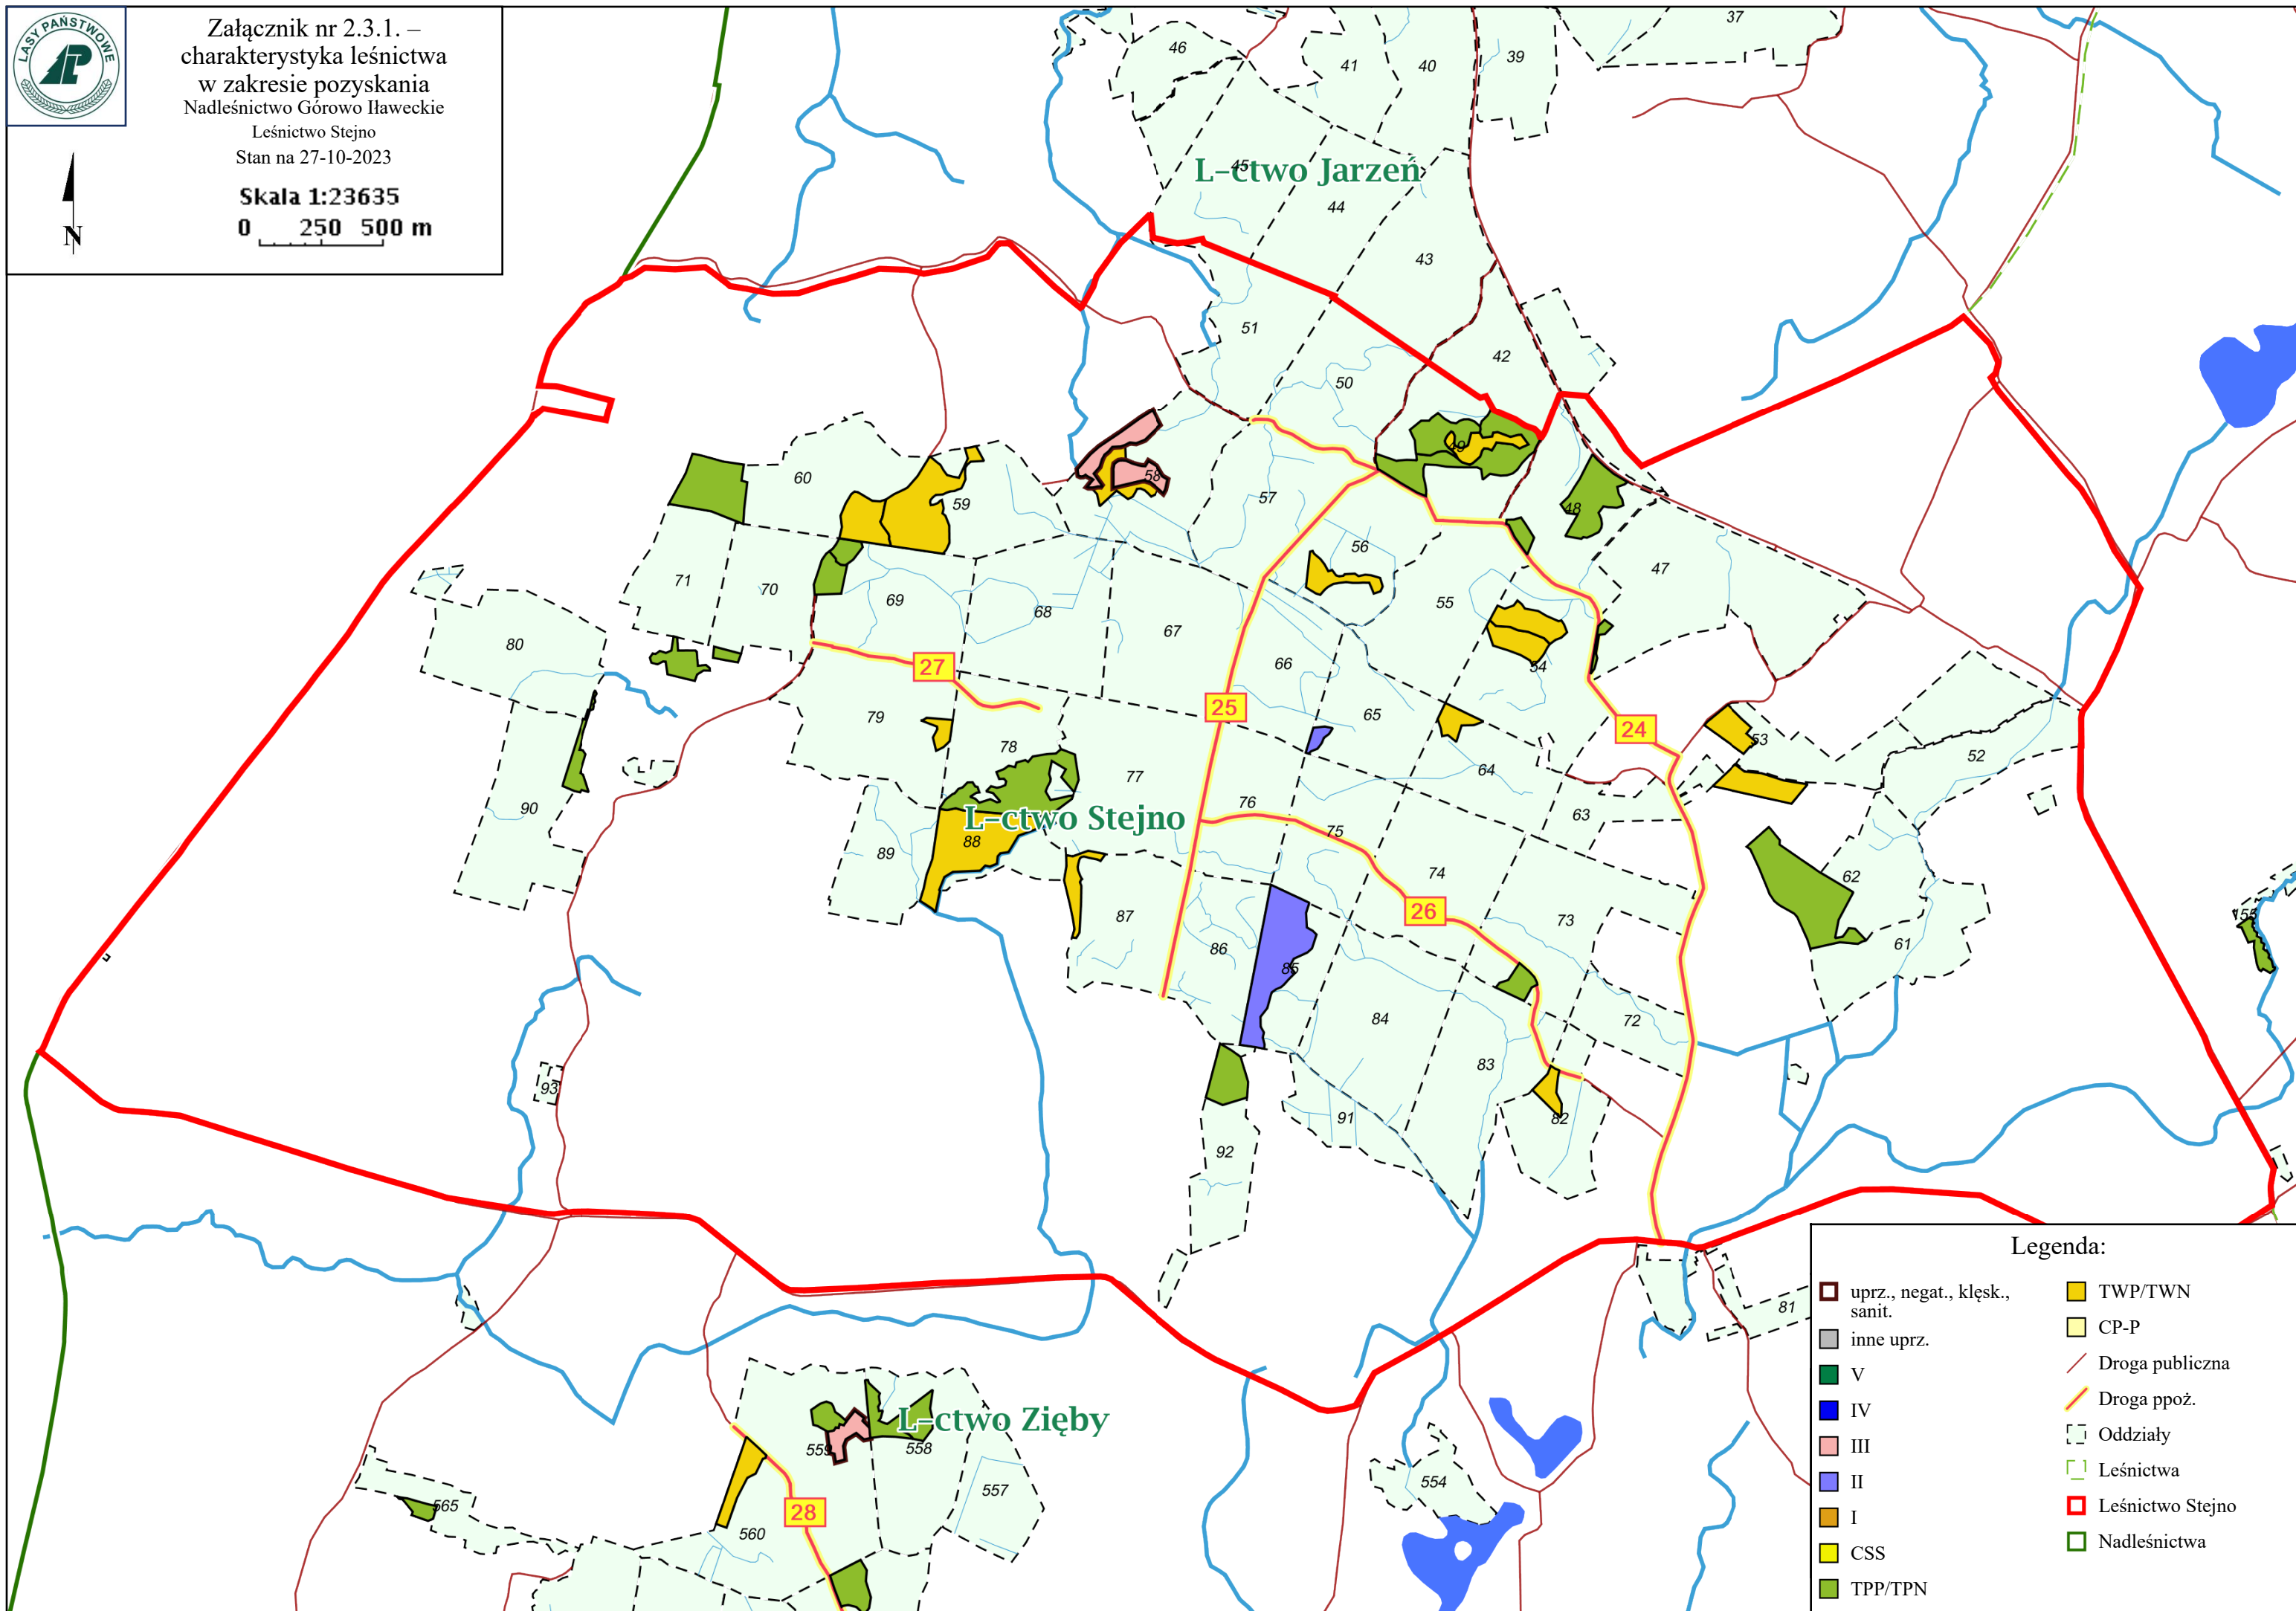 LASY PAŃSTWOWE
Załącznik nr 2.3.1. –
charakterystyka leśnictwa
w zakresie pozyskania
Nadleśnictwo Górowo Iławeckie
Leśnictwo Stejno
Stan na 27-10-2023
Skala 1:23635
0 250 500 m
N
37
46
41
40
39
45
L-ctwo Jarzeń
44
43
51
42
50
49
60
59
58
57
48
56
47
71
70
69
68
55
67
80
66
54
27
25
65
24
79
78
53
52
77
64
76
63
L-ctwo Stejno
90
75
89
88
74
62
26
87
73
155
86
61
85
84
72
83
93
82
91
92
81
L-ctwo Zięby
559
558
554
557
565
28
560
Legenda:
uprz., negat., klęsk.,
sanit.
inne uprz.
V
IV
III
II
I
CSS
TPP/TPN
TWP/TWN
CP-P
Droga publiczna
Droga ppoż.
Oddziały
Leśnictwa
Leśnictwo Stejno
Nadleśnictwa